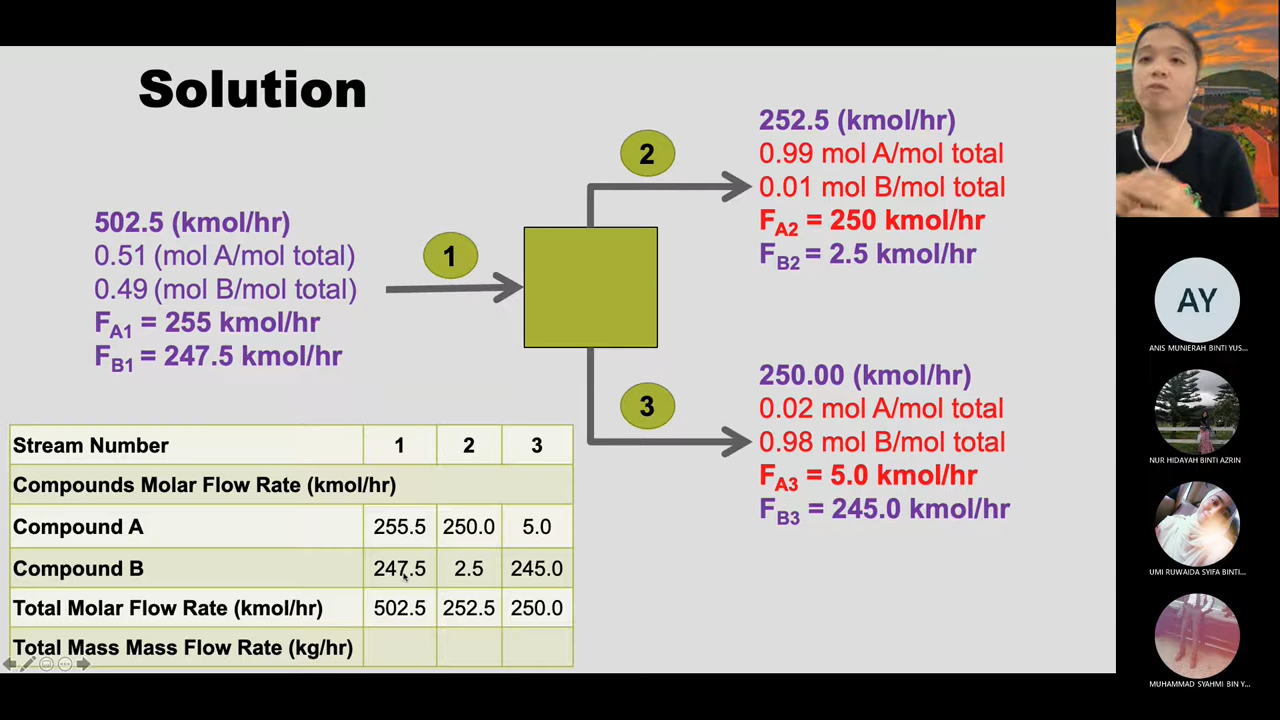 Solution
502.5 (kmol/hr)
0.51 (mol A/mol total)
0.49 (mol B/mol total)
FA1 = 255 kmol/hr
FB1 = 247.5 kmol/hr
1
2
3
252.5 (kmol/hr)
0.99 mol A/mol total
0.01 mol B/mol total
FA2 = 250 kmol/hr
FB2 = 2.5 kmol/hr
250.00 (kmol/hr)
0.02 mol A/mol total
0.98 mol B/mol total
FA3 = 5.0 kmol/hr
FB3 = 245.0 kmol/hr
Stream Number 1 2 3
Compounds Molar Flow Rate (kmol/hr)
Compound A 255.5 250.0 5.0
Compound B 247.5 2.5 245.0
Total Molar Flow Rate (kmol/hr) 502.5 252.5 250.0
Total Mass Mass Flow Rate (kg/hr)
AY
ANIS MUNIERAH BINTI YUS...
NUR HIDAYAH BINTI AZRIN
UMI RUWAIDA SYIFA BINTI...
MUHAMMAD SYAHMI BIN Y...